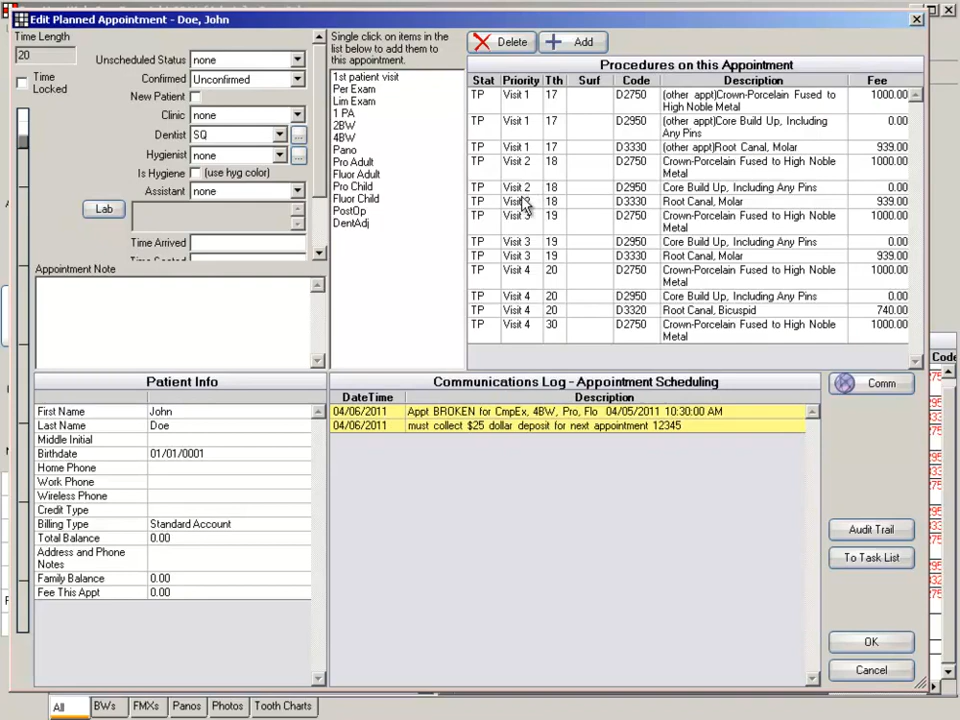 Edit Planned Appointment - Doe, John
Time Length
20
Time Locked
Unscheduled Status none
Confirmed Unconfirmed
New Patient
Clinic none
Dentist SQ ...
Hygienist none ...
Is Hygiene (use hyg color)
Assistant none
Lab
Time Arrived
Appointment Note
Single click on items in the
list below to add them to
this appointment.
1st patient visit
Per Exam
Lim Exam
1 PA
2BW
4BW
Pano
Pro Adult
Fluor Adult
Pro Child
Fluor Child
PostOp
DentAdj
Delete Add
Procedures on this Appointment
Stat Priority Tth Surf Code Description Fee
TP Visit 1 17 D2750 (other appt)Crown-Porcelain Fused to 1000.00
High Noble Metal
TP Visit 1 17 D2950 (other appt)Core Build Up, Including 0.00
Any Pins
TP Visit 1 17 D3330 (other appt)Root Canal, Molar 939.00
TP Visit 2 18 D2750 Crown-Porcelain Fused to High Noble 1000.00
Metal
TP Visit 2 18 D2950 Core Build Up, Including Any Pins 0.00
TP Visit 18 D3330 Root Canal, Molar 939.00
TP Visit 3 19 D2750 Crown-Porcelain Fused to High Noble 1000.00
Metal
TP Visit 3 19 D2950 Core Build Up, Including Any Pins 0.00
TP Visit 3 19 D3330 Root Canal, Molar 939.00
TP Visit 4 20 D2750 Crown-Porcelain Fused to High Noble 1000.00
Metal
TP Visit 4 20 D2950 Core Build Up, Including Any Pins 0.00
TP Visit 4 20 D3320 Root Canal, Bicuspid 740.00
TP Visit 4 30 D2750 Crown-Porcelain Fused to High Noble 1000.00
Metal
Patient Info
First Name John
Last Name Doe
Middle Initial
Birthdate 01/01/0001
Home Phone
Work Phone
Wireless Phone
Credit Type
Billing Type Standard Account
Total Balance 0.00
Address and Phone
Notes
Family Balance 0.00
Fee This Appt 0.00
Communications Log - Appointment Scheduling
DateTime Description
04/06/2011 Appt BROKEN for CmpEx, 4BW, Pro, Flo 04/05/2011 10:30:00 AM
04/06/2011 must collect $25 dollar deposit for next appointment 12345
Comm
Audit Trail
To Task List
OK
Cancel
Code
All BWs FMXs Panos Photos Tooth Charts